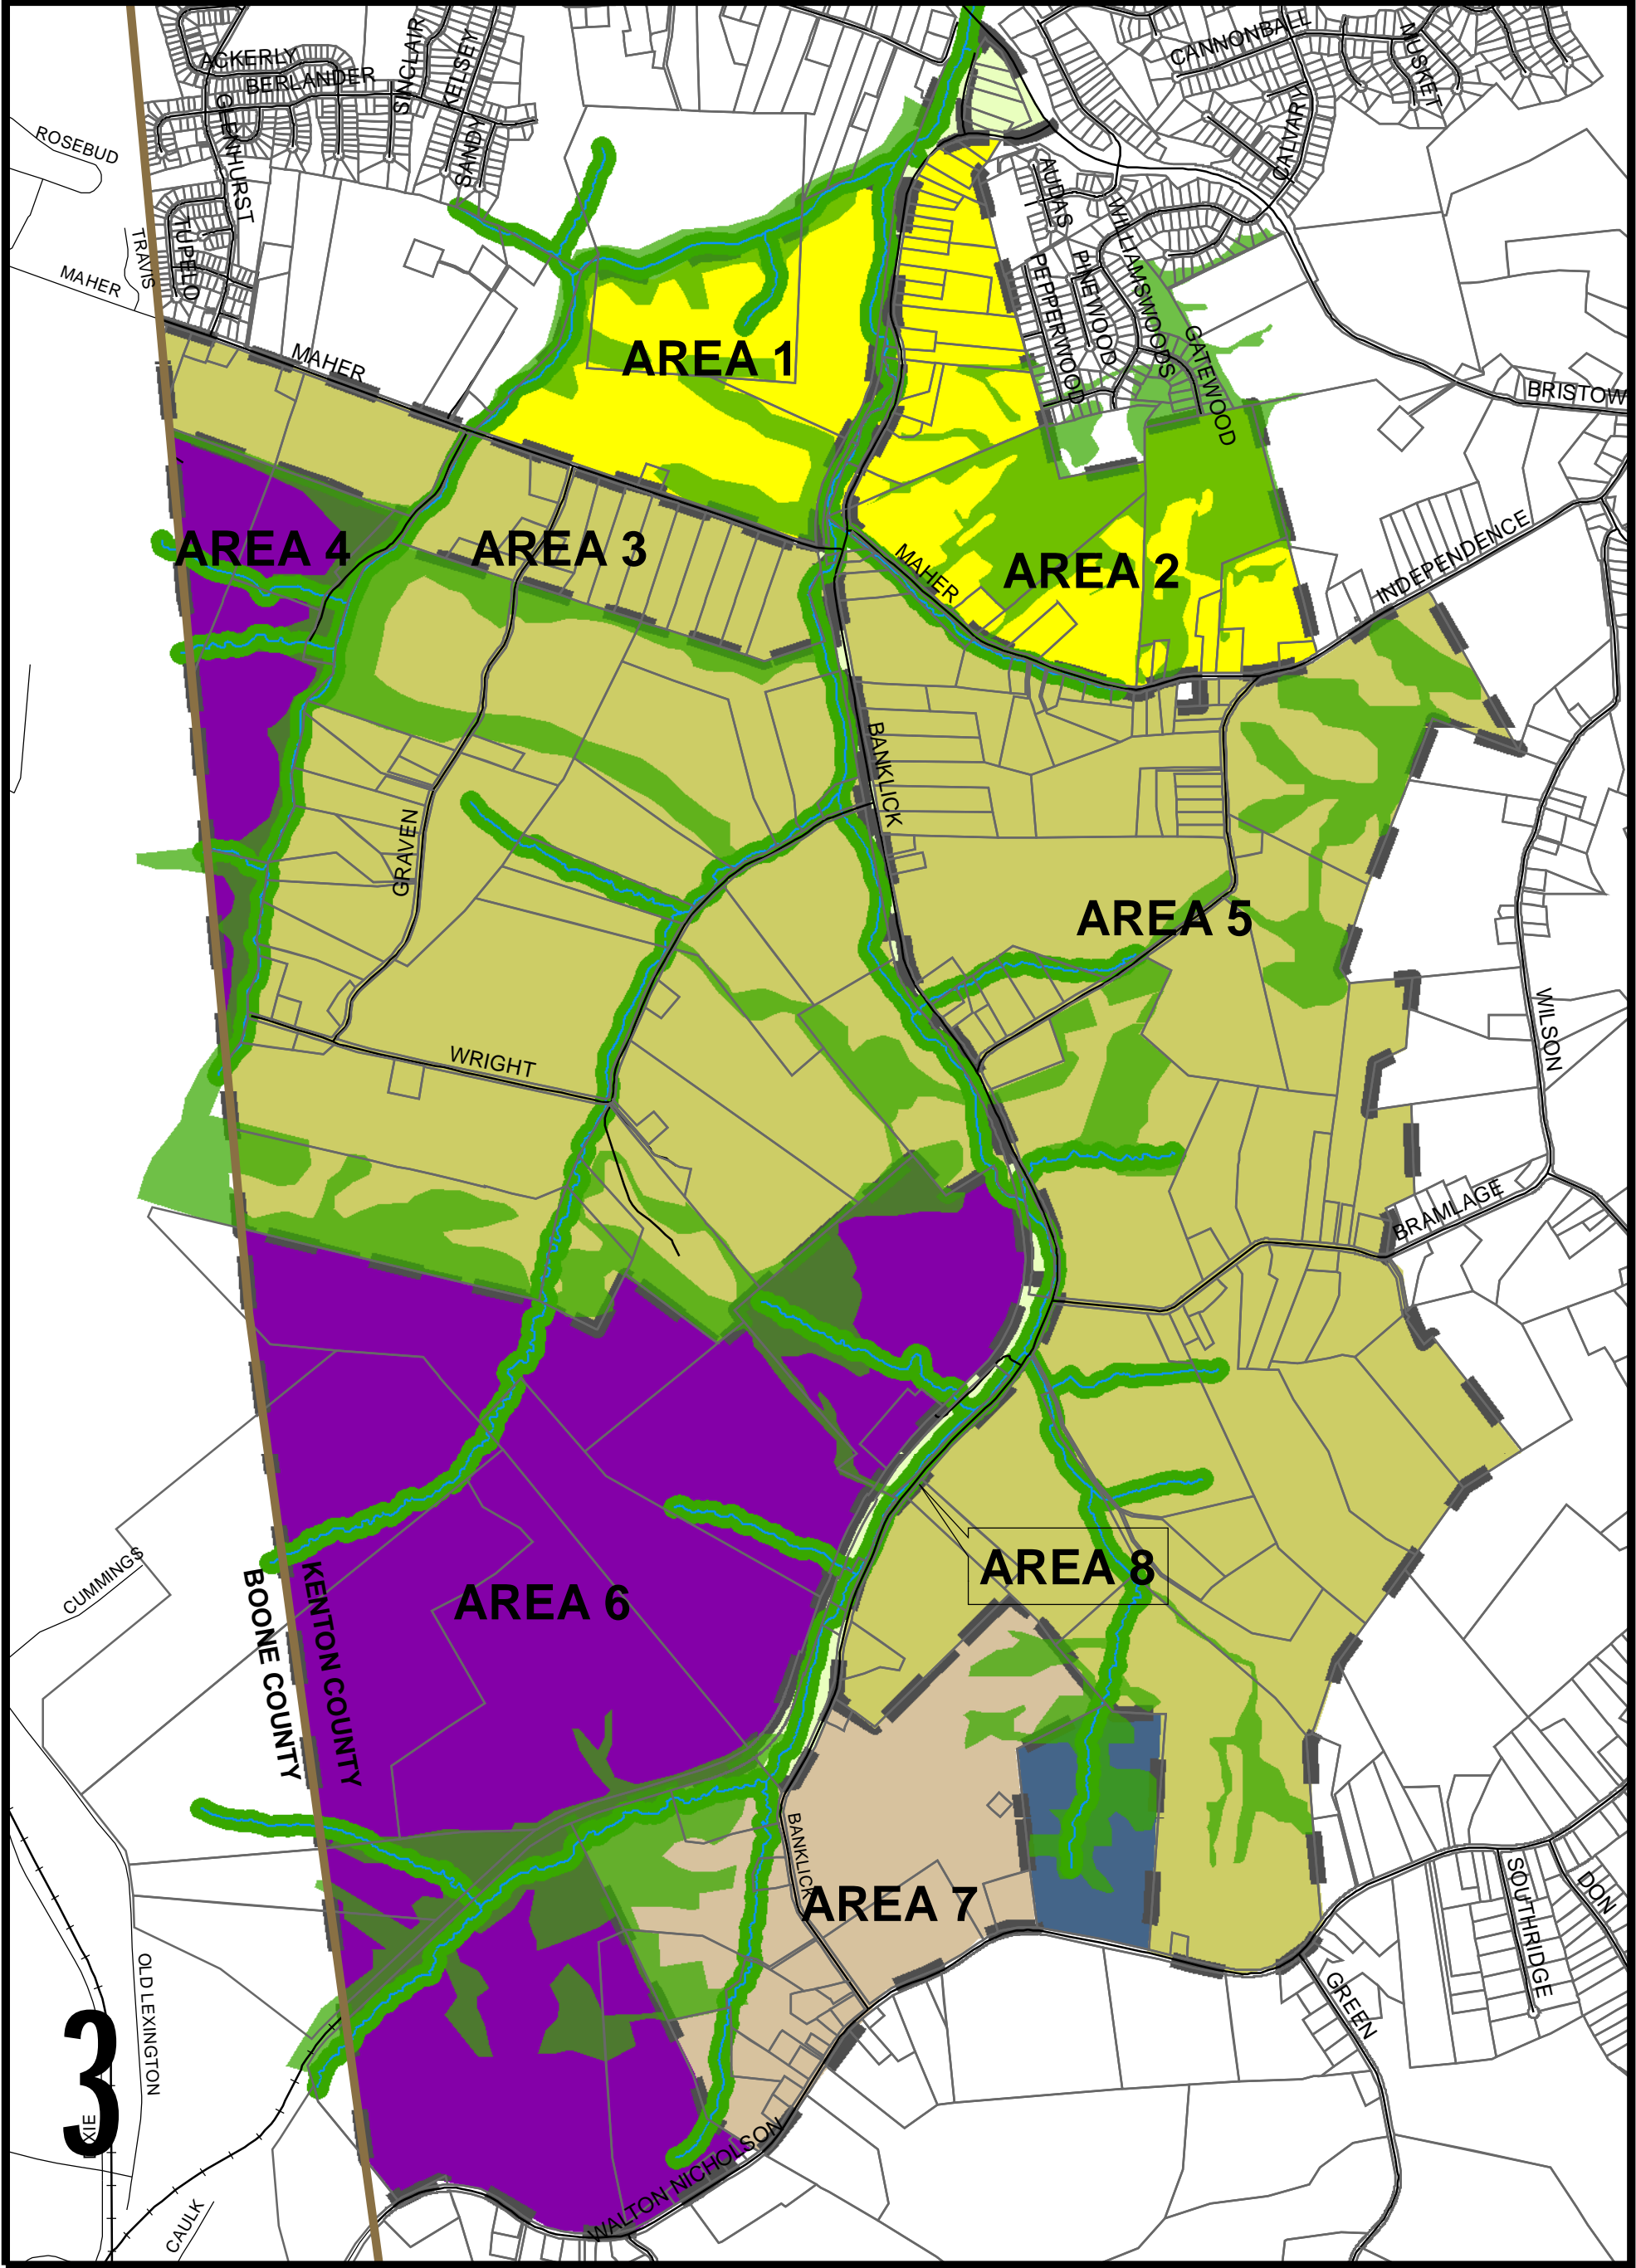 ACKERLY
BERLANDER
SINCLAIR
KELSEY
SANDY
GLENHURST
CANNONBALL
MUSKET
CALVARY
ROSEBUD
TRAVIS
TUPELO
MAHER
MAHER
AUDAS
WILLIAMSWOODS
PINEWOOD
PEPPERWOOD
GATEWOOD
BRISTOW
AREA 1
AREA 4
AREA 3
MAHER
AREA 2
INDEPENDENCE
BANKLICK
GRAVEN
AREA 5
WILSON
WRIGHT
BRAMLAGE
CUMMINGS
BOONE COUNTY
KENTON COUNTY
AREA 6
AREA 8
BANKLICK
AREA 7
SOUTHRIDGE
DON
GREEN
OLD LEXINGTON
3
WALTON NICHOLSON
CAULK